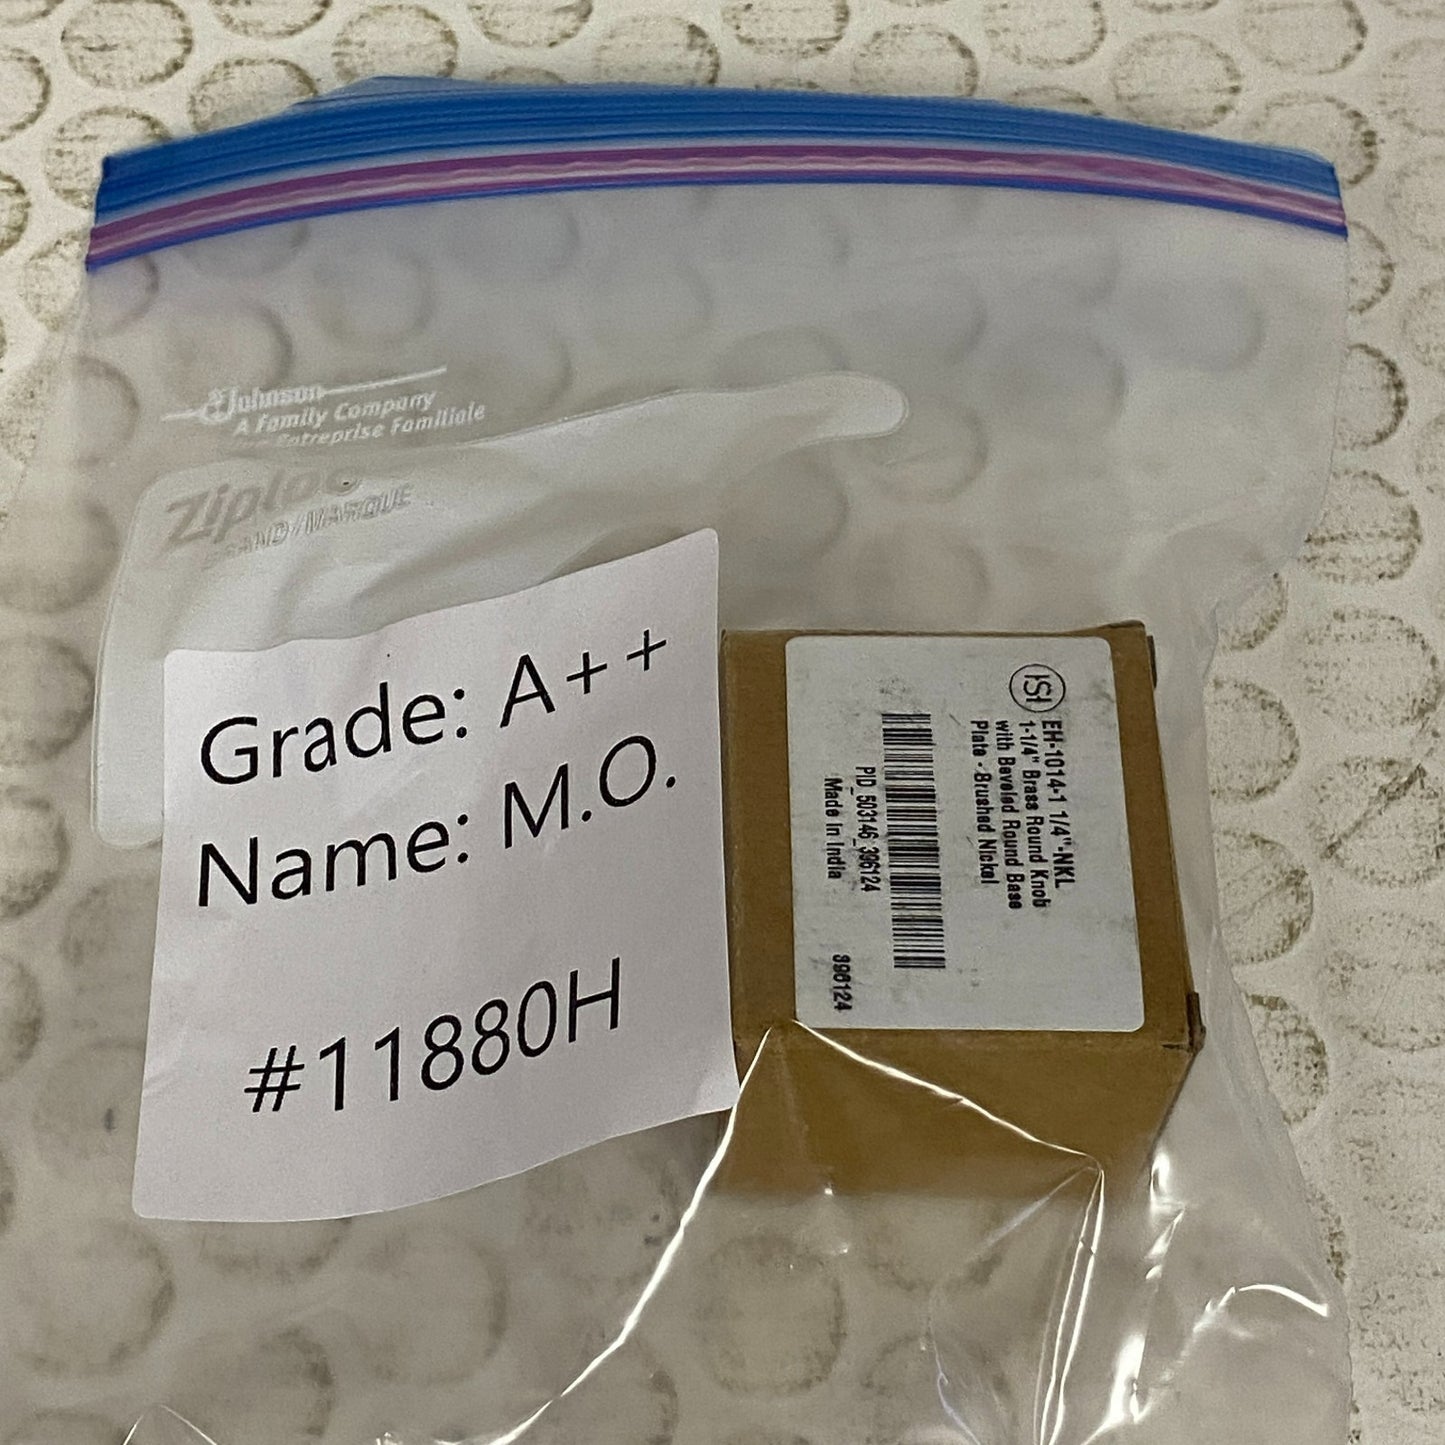 Johnson
A Family Company
Entreprise Familiale
Ziploc
BRAND/MARQUE
Grade: A++
Name: M.O.
#11880H
EH-1014-1 1/4"-NKL
1-1/4" Brass Round Knob
with Beveled Round Base
Plate - Brushed Nickel
PID_503146_396124
Made In India
396124